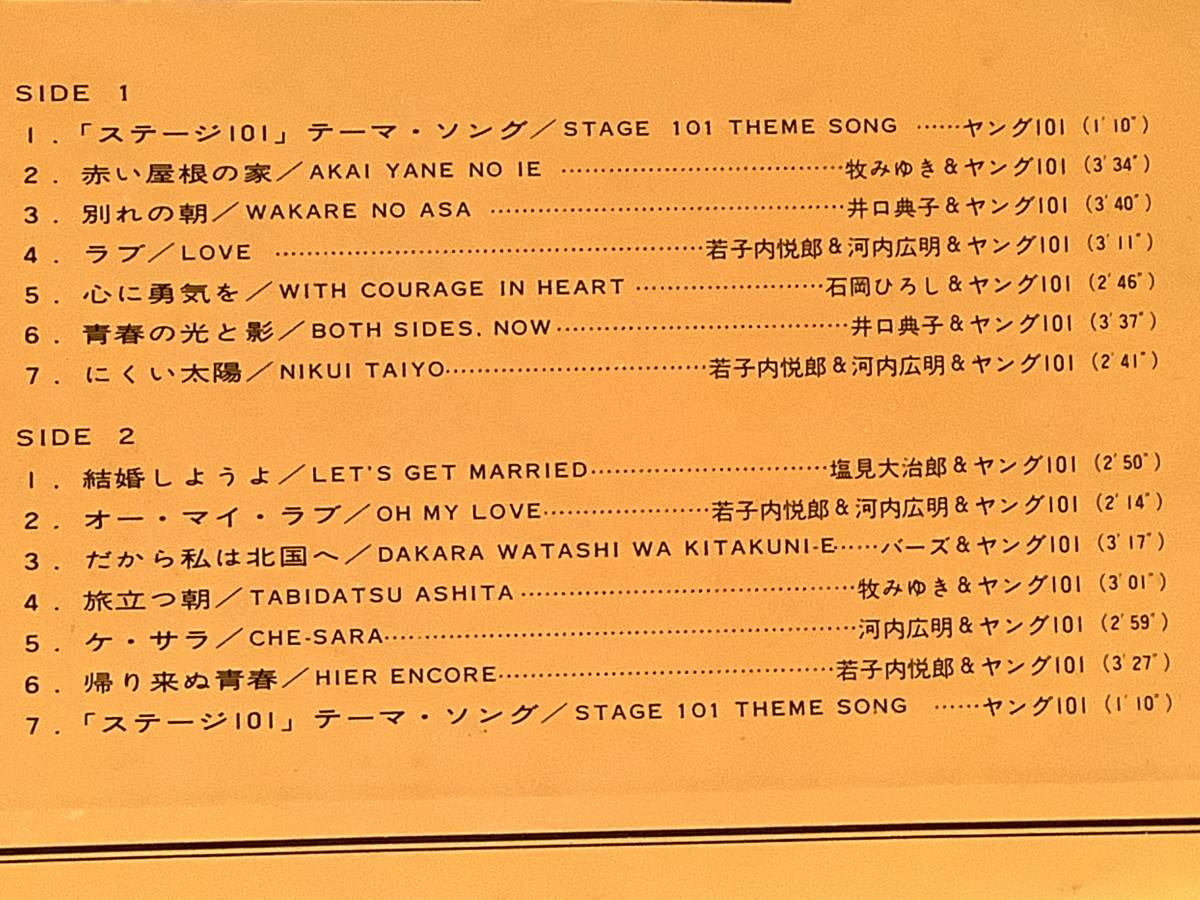 SIDE 1
1. 「ステージ101」テーマ・ソング／STAGE 101 THEME SONG ……ヤング101 (1′10″)
2. 赤い屋根の家／AKAI YANE NO IE ……………………………牧みゆき&ヤング101 (3′34″)
3. 別れの朝／WAKARE NO ASA ……………………………………井口典子&ヤング101 (3′40″)
4. ラブ／LOVE ……………………………………………若子内悦郎&河内広明&ヤング101 (3′11″)
5. 心に勇気を／WITH COURAGE IN HEART ……………………石岡ひろし&ヤング101 (2′46″)
6. 青春の光と影／BOTH SIDES, NOW………………………………井口典子&ヤング101 (3′37″)
7. にくい太陽／NIKUI TAIYO……………………………若子内悦郎&河内広明&ヤング101 (2′41″)
SIDE 2
1. 結婚しようよ／LET'S GET MARRIED…………………………塩見大治郎&ヤング101 (2′50″)
2. オー・マイ・ラブ／OH MY LOVE…………………若子内悦郎&河内広明&ヤング101 (2′14″)
3. だから私は北国へ／DAKARA WATASHI WA KITAKUNI-E……バーズ&ヤング101 (3′17″)
4. 旅立つ朝／TABIDATSU ASHITA……………………………………牧みゆき&ヤング101 (3′01″)
5. ケ・サラ／CHE-SARA…………………………………………………河内広明&ヤング101 (2′59″)
6. 帰り来ぬ青春／HIER ENCORE……………………………………若子内悦郎&ヤング101 (3′27″)
7. 「ステージ101」テーマ・ソング／STAGE 101 THEME SONG ……ヤング101 (1′10″)